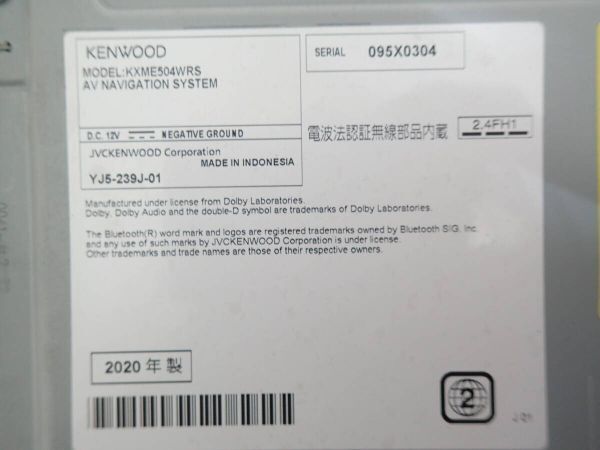 KENWOOD
MODEL:KXME504WRS
AV NAVIGATION SYSTEM
D.C. 12V NEGATIVE GROUND
JVCKENWOOD Corporation
MADE IN INDONESIA
YJ5-239J-01
SERIAL 095X0304
電波法認証無線部品内蔵 2.4FH1
Manufactured under license from Dolby Laboratories.
Dolby, Dolby Audio and the double-D symbol are trademarks of Dolby Laboratories.
The Bluetooth(R) word mark and logos are registered trademarks owned by Bluetooth SIG, Inc.
and any use of such marks by JVCKENWOOD Corporation is under license.
Other trademarks and trade names are those of their respective owners.
2020 年 製
2